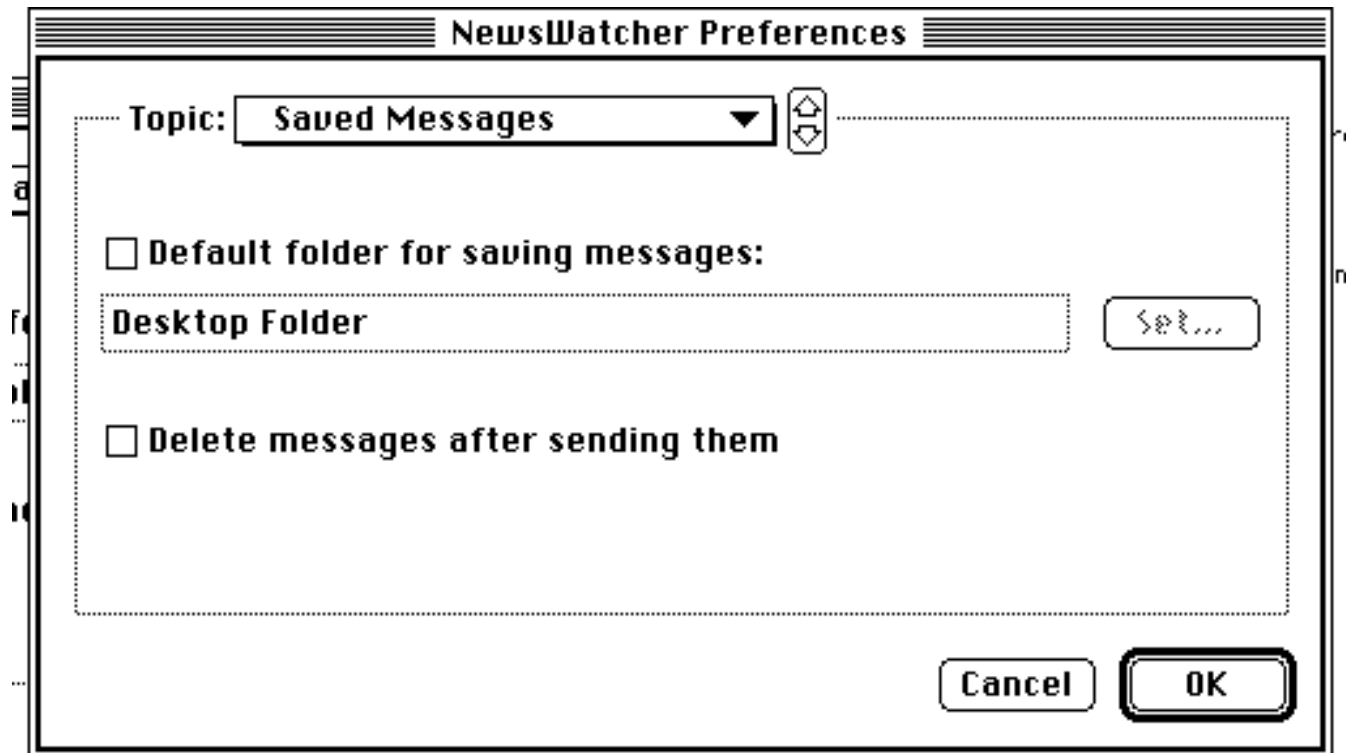 NewsWatcher Preferences
Topic: Saved Messages
Default folder for saving messages:
Desktop Folder
Set...
Delete messages after sending them
Cancel
OK